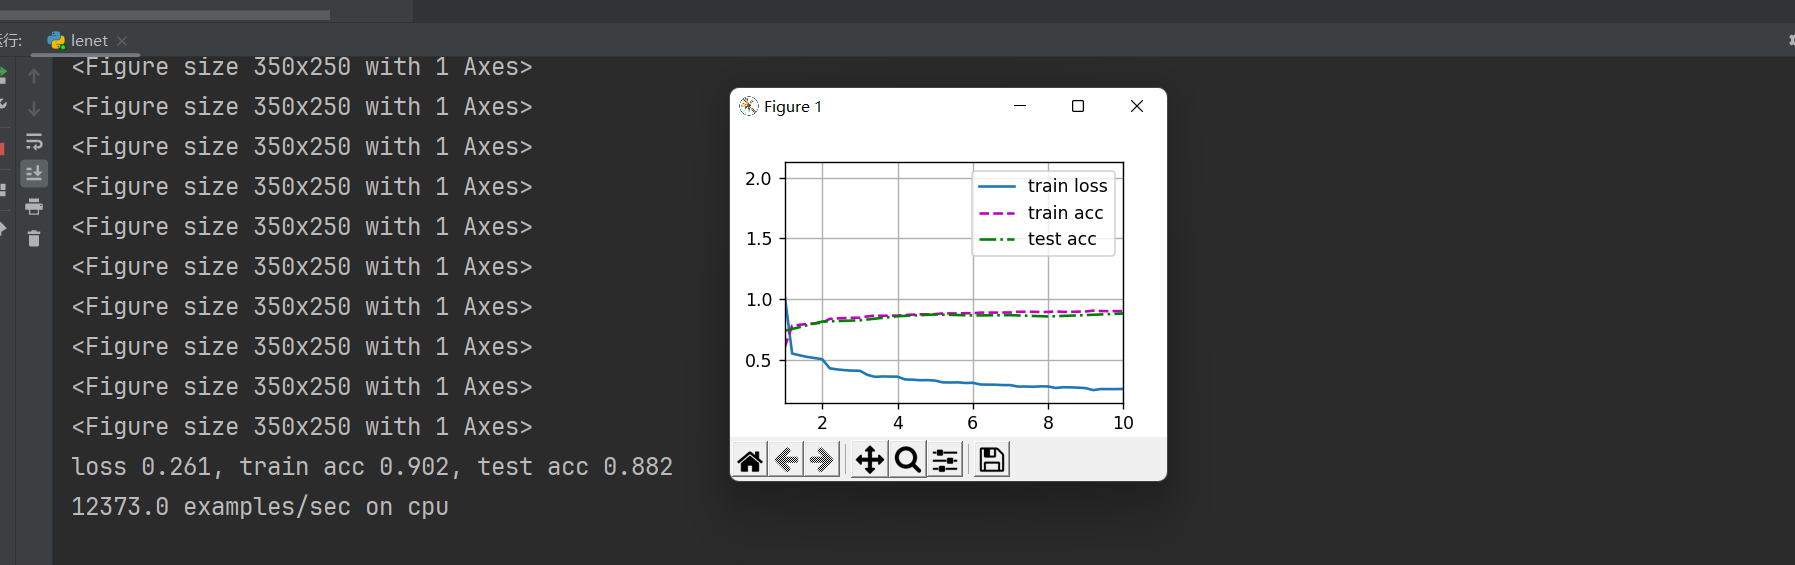 运行:
lenet
<Figure size 350x250 with 1 Axes>
<Figure size 350x250 with 1 Axes>
<Figure size 350x250 with 1 Axes>
<Figure size 350x250 with 1 Axes>
<Figure size 350x250 with 1 Axes>
<Figure size 350x250 with 1 Axes>
<Figure size 350x250 with 1 Axes>
<Figure size 350x250 with 1 Axes>
<Figure size 350x250 with 1 Axes>
<Figure size 350x250 with 1 Axes>
loss 0.261, train acc 0.902, test acc 0.882
12373.0 examples/sec on cpu
Figure 1
2.0
1.5
1.0
0.5
train loss
train acc
test acc
2 4 6 8 10